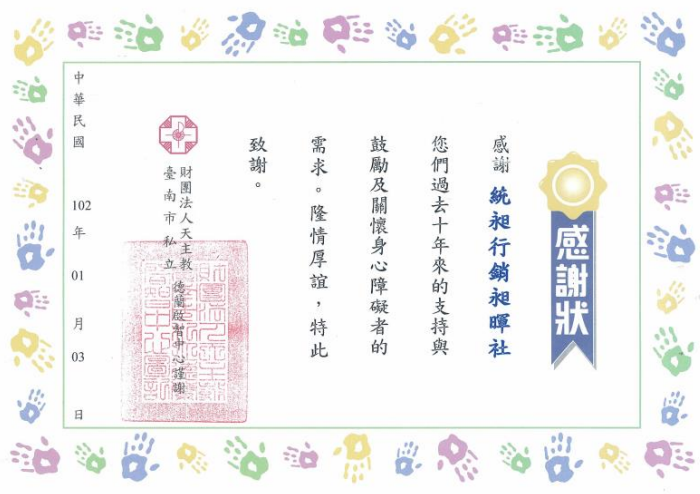 感謝狀
感謝 統昶行銷昶暉社
您們過去十年來的支持與
鼓勵及關懷身心障礙者的
需求。隆情厚誼，特此
致謝。
財團法人天主教
臺南市私立
德蘭啟智中心謹謝
中華民國 102 年 01 月 03 日